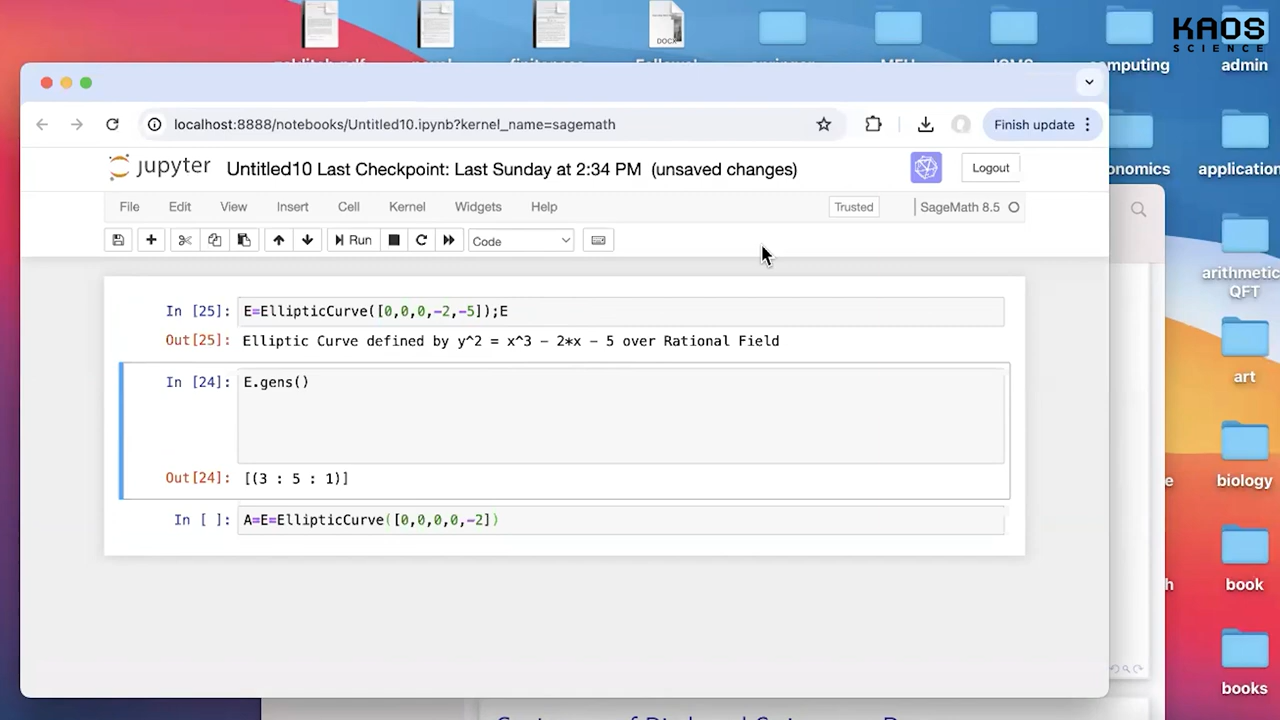 KAOS
SCIENCE
DOCX
computing
admin
localhost:8888/notebooks/Untitled10.ipynb?kernel_name=sagemath
Finish update
jupyter
Untitled10 Last Checkpoint: Last Sunday at 2:34 PM (unsaved changes)
Logout
File Edit View Insert Cell Kernel Widgets Help
Trusted
SageMath 8.5
Run
Code
In [25]: E=EllipticCurve([0,0,0,-2,-5]);E
Out[25]: Elliptic Curve defined by y^2 = x^3 - 2*x - 5 over Rational Field
In [24]: E.gens()
Out[24]: [(3 : 5 : 1)]
In [ ]: A=E=EllipticCurve([0,0,0,0,-2])
onomics
application
arithmetic
QFT
art
biology
book
books